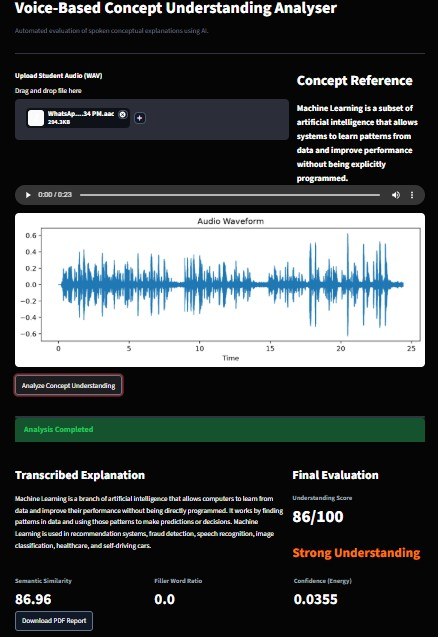 Voice-Based Concept Understanding Analyser
Automated evaluation of spoken conceptual explanations using AI.
Upload Student Audio (WAV)
Drag and drop file here
WhatsAp....34 PM.aac
294.3KB
Concept Reference
Machine Learning is a subset of
artificial intelligence that allows
systems to learn patterns from
data and improve performance
without being explicitly
programmed.
0:00 / 0:23
Audio Waveform
0.6
0.4
0.2
0.0
−0.2
−0.4
−0.6
0 5 10 15 20 25
Time
Analyze Concept Understanding
Analysis Completed
Transcribed Explanation
Machine Learning is a branch of artificial intelligence that allows computers to learn from
data and improve their performance without being directly programmed. It works by finding
patterns in data and using those patterns to make predictions or decisions. Machine
Learning is used in recommendation systems, fraud detection, speech recognition, image
classification, healthcare, and self-driving cars.
Final Evaluation
Understanding Score
86/100
Strong Understanding
Semantic Similarity
86.96
Filler Word Ratio
0.0
Confidence (Energy)
0.0355
Download PDF Report